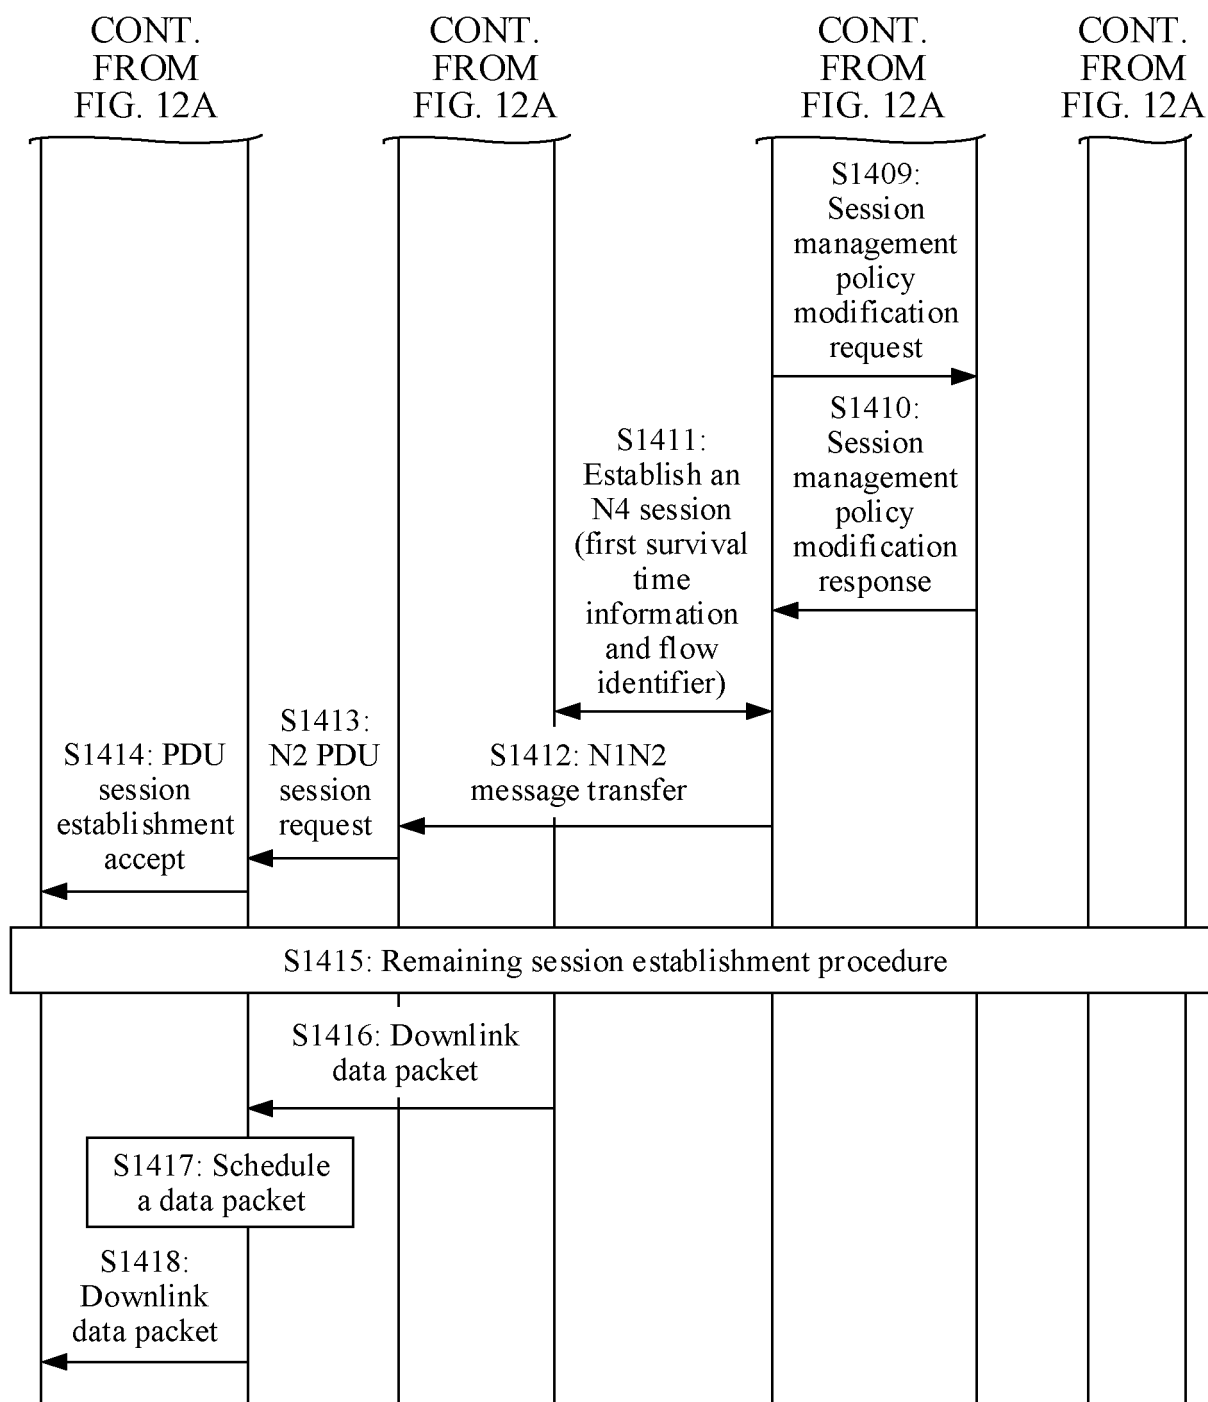 CONT.
FROM
FIG. 12A
CONT.
FROM
FIG. 12A
CONT.
FROM
FIG. 12A
CONT.
FROM
FIG. 12A
S1409:
Session
management
policy
modification
request
S1410:
Session
management
policy
modification
response
S1411:
Establish an
N4 session
(first survival
time
information
and flow
identifier)
S1412: N1N2
message transfer
S1413:
N2 PDU
session
request
S1414: PDU
session
establishment
accept
S1415: Remaining session establishment procedure
S1416: Downlink
data packet
S1417: Schedule
a data packet
S1418:
Downlink
data packet